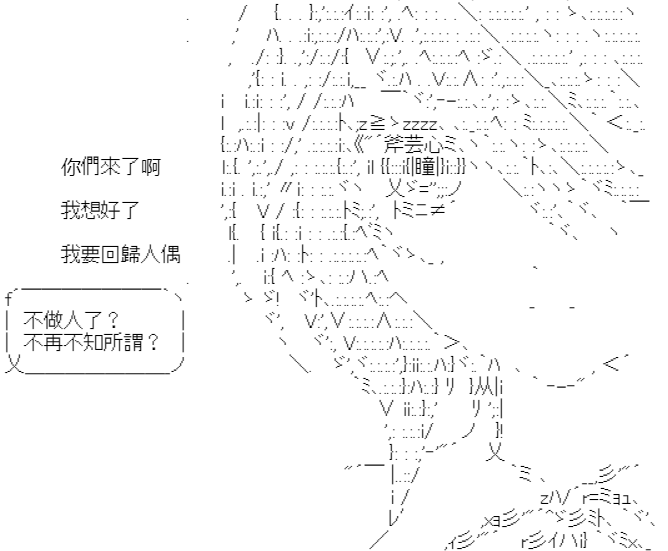 你們來了啊
我想好了
我要回歸人偶
不做人了？
不再不知所謂？